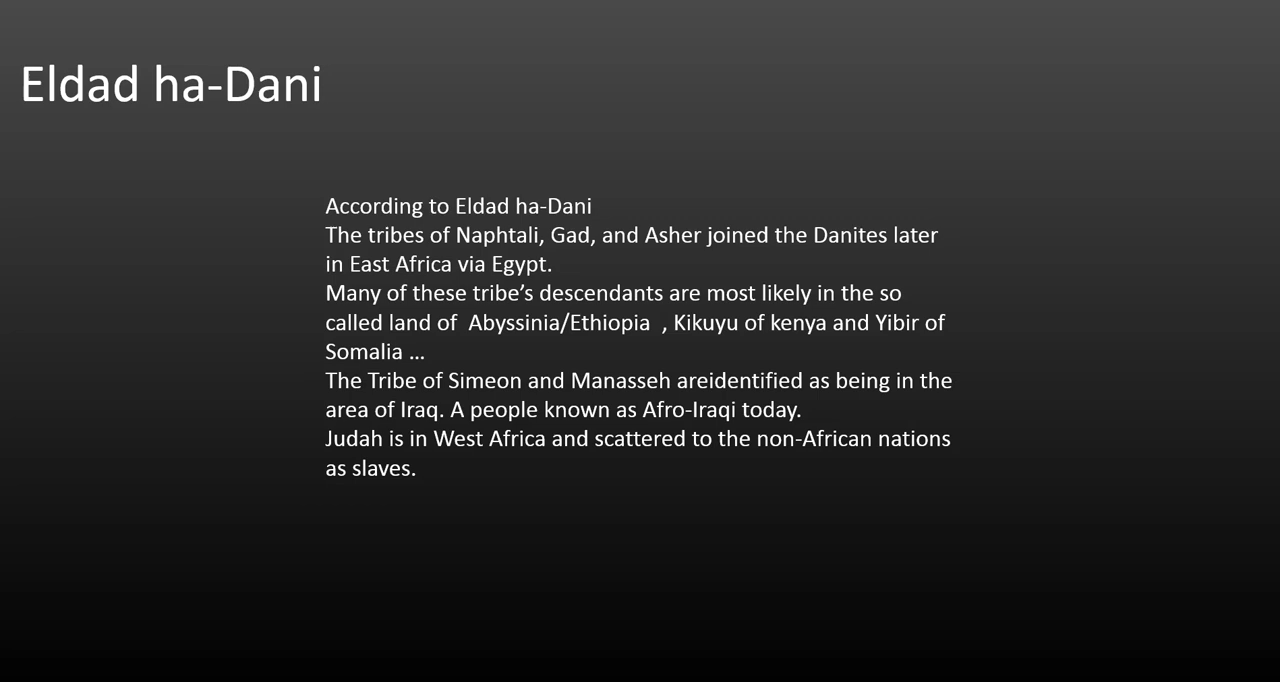 Eldad ha-Dani
According to Eldad ha-Dani
The tribes of Naphtali, Gad, and Asher joined the Danites later
in East Africa via Egypt.
Many of these tribe's descendants are most likely in the so
called land of  Abyssinia/Ethiopia  , Kikuyu of kenya and Yibir of
Somalia ...
The Tribe of Simeon and Manasseh areidentified as being in the
area of Iraq. A people known as Afro-Iraqi today.
Judah is in West Africa and scattered to the non-African nations
as slaves.